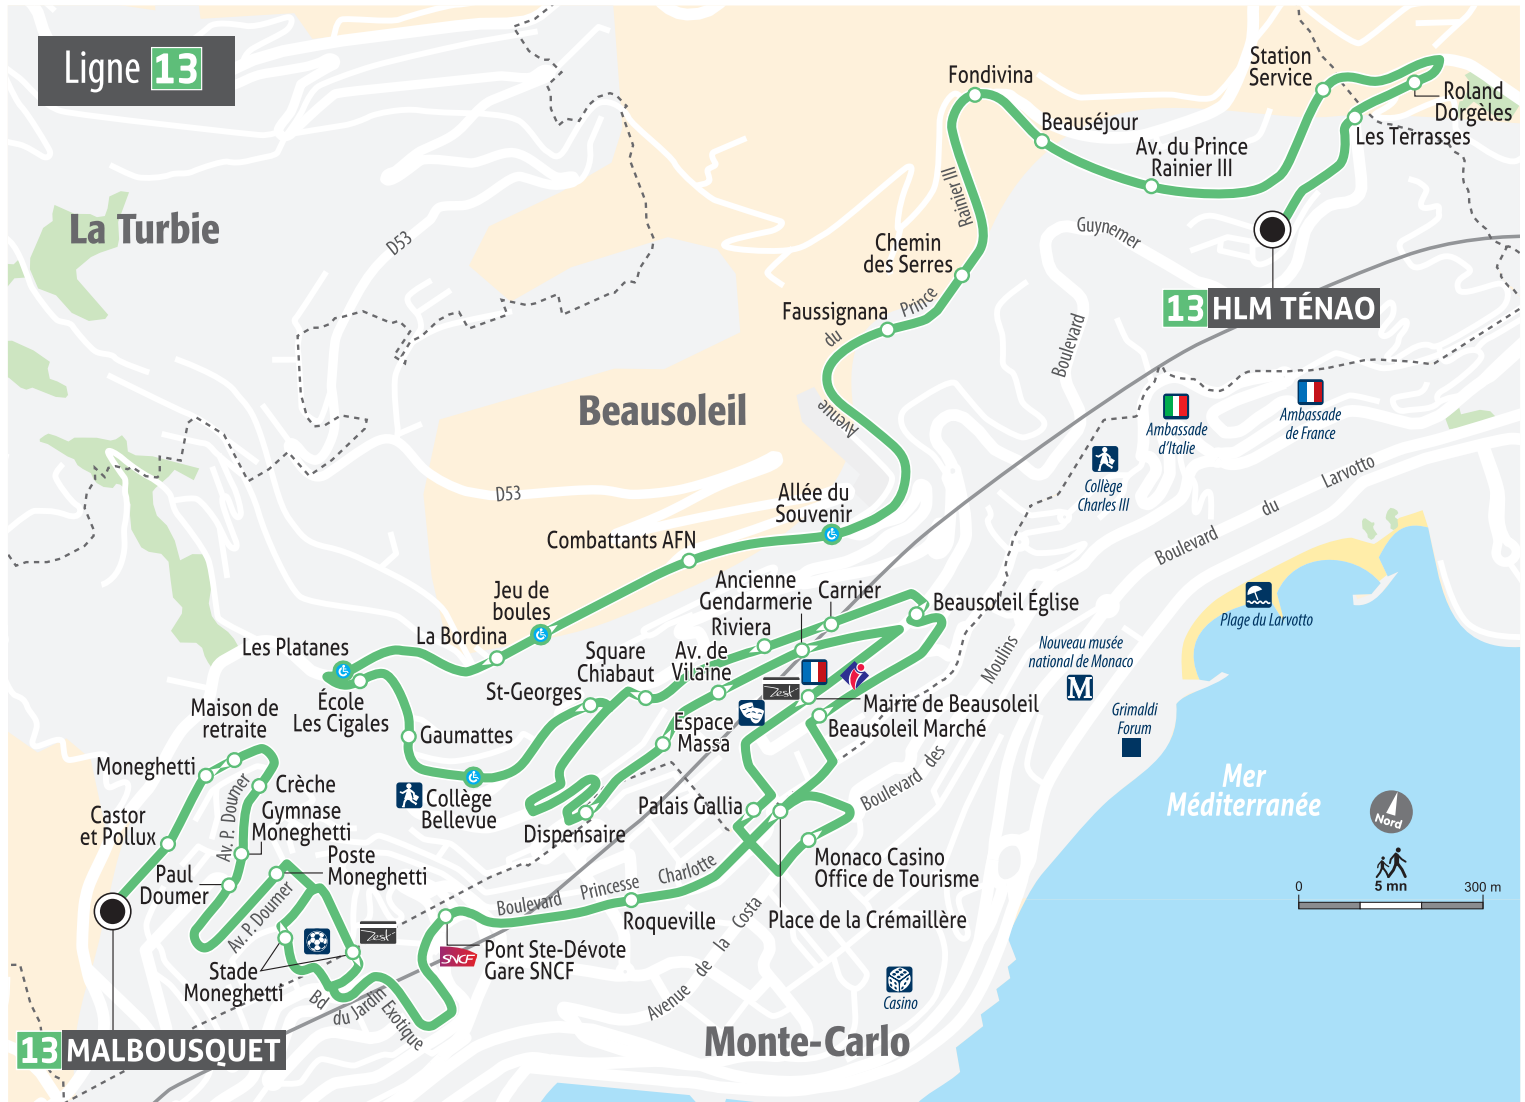 Ligne 13
La Turbie
D53
Beausoleil
D53
Fondivina
Beauséjour
Av. du Prince
Rainier III
Station
Service
Roland
Dorgèles
Les Terrasses
13 HLM TÉNAO
Guynemer
Boulevard
Rainier III
Prince
du
Avenue
Chemin
des Serres
Faussignana
Allée du
Souvenir
Combattants AFN
Jeu de
boules
La Bordina
Les Platanes
École
Les Cigales
Gaumattes
Collège
Bellevue
St-Georges
Square
Chiabaut
Av. de
Vilaine
Riviera
Ancienne
Gendarmerie
Carnier
Beausoleil Église
Zest
Mairie de Beausoleil
Beausoleil Marché
Espace
Massa
Dispensaire
Palais Gallia
Monaco Casino
Office de Tourisme
Place de la Crémaillère
Roqueville
Boulevard Princesse Charlotte
Pont Ste-Dévote
Gare SNCF
SNCF
Zest
Maison de
retraite
Moneghetti
Castor
et Pollux
Crèche
Gymnase
Moneghetti
Av. P. Doumer
Poste
Moneghetti
Paul
Doumer
Av. P. Doumer
Stade
Moneghetti
Bd du Jardin Exotique
13 MALBOUSQUET
Ambassade
d'Italie
Ambassade
de France
Collège
Charles III
Boulevard du Larvotto
Plage du Larvotto
Boulevard des Moulins
Nouveau musée
national de Monaco
M
Grimaldi
Forum
Mer
Méditerranée
Nord
5 mn
0
300 m
Avenue de la Costa
Casino
Monte-Carlo